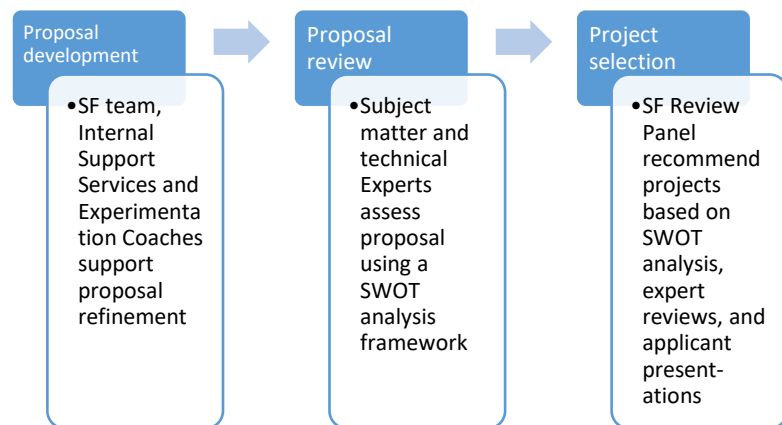 Proposal
development
•SF team,
Internal
Support
Services and
Experimenta
tion Coaches
support
proposal
refinement
Proposal
review
•Subject
matter and
technical
Experts
assess
proposal
using a
SWOT
analysis
framework
Project
selection
•SF Review
Panel
recommend
projects
based on
SWOT
analysis,
expert
reviews, and
applicant
present-
ations